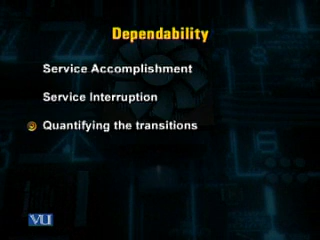 Dependability
Service Accomplishment
Service Interruption
Quantifying the transitions
VU